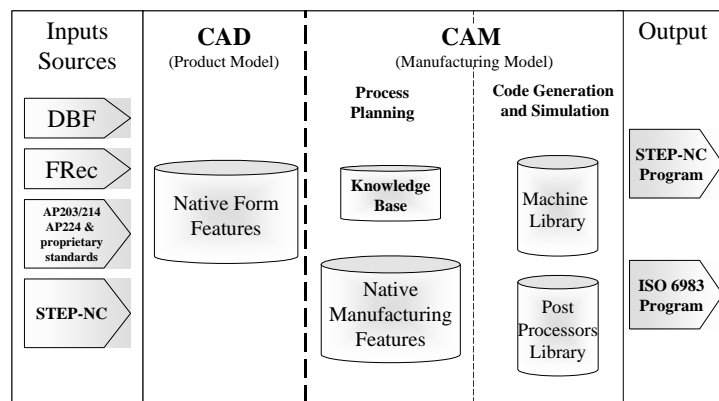 Inputs
Sources
DBF
FRec
AP203/214
AP224 &
proprietary
standards
STEP-NC
CAD
(Product Model)
Native Form
Features
CAM
(Manufacturing Model)
Process
Planning
Knowledge
Base
Native
Manufacturing
Features
Code Generation
and Simulation
Machine
Library
Post
Processors
Library
Output
STEP-NC
Program
ISO 6983
Program